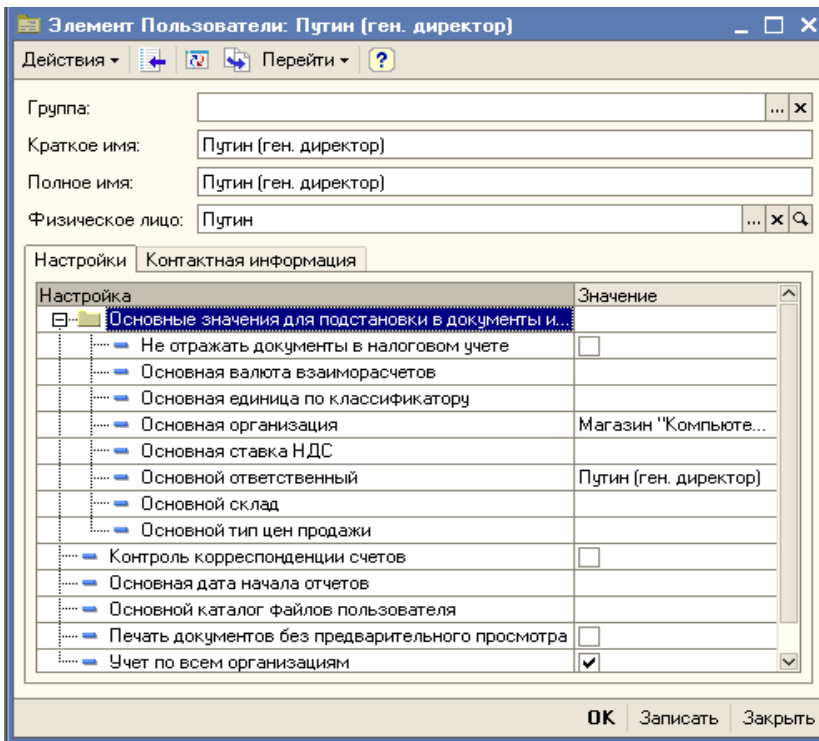 Элемент Пользователи: Путин (ген. директор)
Действия Перейти ?
Группа: ...
Краткое имя: Путин (ген. директор)
Полное имя: Путин (ген. директор)
Физическое лицо: Путин ...
Настройки Контактная информация
Настройка Значение
Основные значения для подстановки в документы и...
Не отражать документы в налоговом учете
Основная валюта взаиморасчетов
Основная единица по классификатору
Основная организация Магазин "Компьюте...
Основная ставка НДС
Основной ответственный Путин (ген. директор)
Основной склад
Основной тип цен продажи
Контроль корреспонденции счетов
Основная дата начала отчетов
Основной каталог файлов пользователя
Печать документов без предварительного просмотра
Учет по всем организациям
OK Записать Закрыть